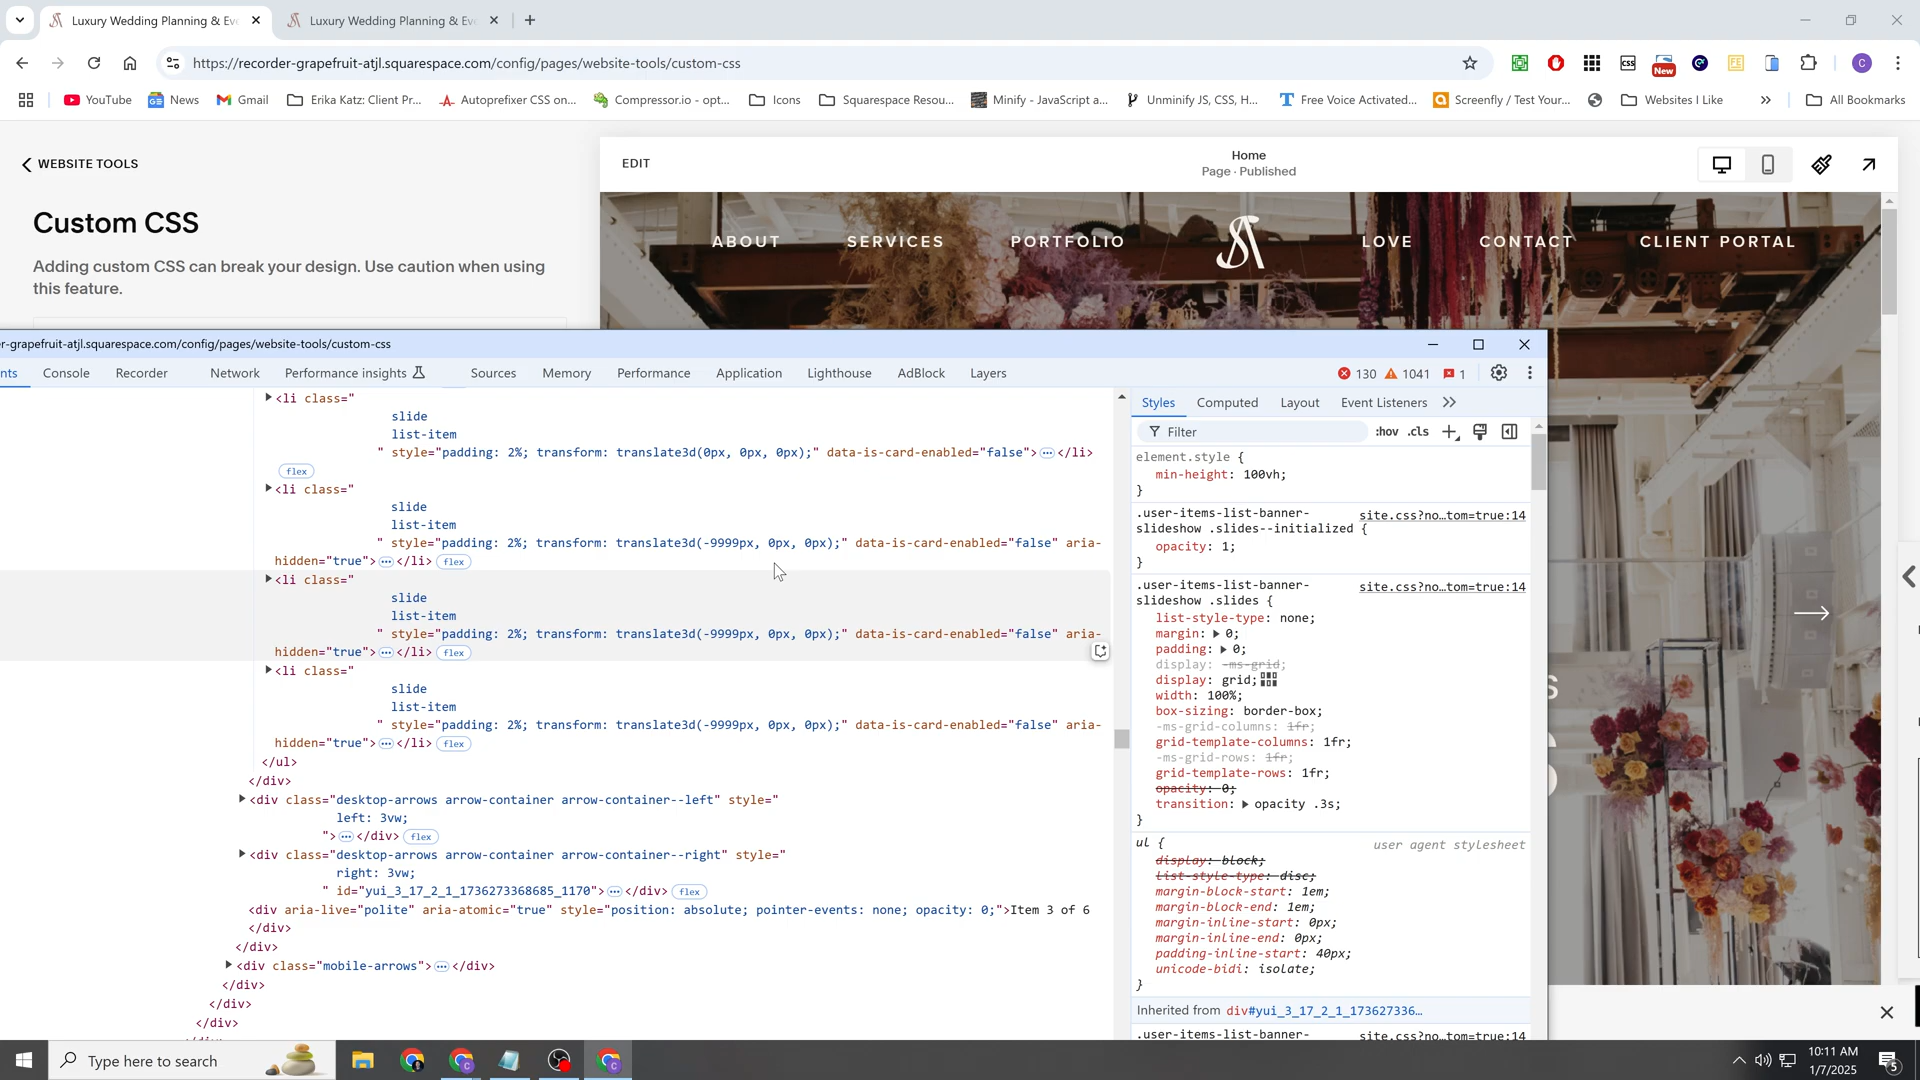 Luxury Wedding Planning & Eve
Luxury Wedding Planning & Eve
https://recorder-grapefruit-atjl.squarespace.com/config/pages/website-tools/custom-css
css
New
FE
C
YouTube
News
Gmail
Erika Katz: Client Pr...
Autoprefixer CSS on...
Compressor.io - opt...
Icons
Squarespace Resou...
Minify - JavaScript a...
Unminify JS, CSS, H...
Free Voice Activated...
Screenfly / Test Your...
Websites I Like
All Bookmarks
WEBSITE TOOLS
Custom CSS
Adding custom CSS can break your design. Use caution when using
this feature.
EDIT
Home
Page · Published
ABOUT
SERVICES
PORTFOLIO
LOVE
CONTACT
CLIENT PORTAL
r-grapefruit-atjl.squarespace.com/config/pages/website-tools/custom-css
nts
Console
Recorder
Network
Performance insights
Sources
Memory
Performance
Application
Lighthouse
AdBlock
Layers
130
1041
1
<li class="
slide
list-item
" style="padding: 2%; transform: translate3d(0px, 0px, 0px);" data-is-card-enabled="false">…</li>
flex
<li class="
slide
list-item
" style="padding: 2%; transform: translate3d(-9999px, 0px, 0px);" data-is-card-enabled="false" aria-
hidden="true">…</li> flex
<li class="
slide
list-item
" style="padding: 2%; transform: translate3d(-9999px, 0px, 0px);" data-is-card-enabled="false" aria-
hidden="true">…</li> flex
<li class="
slide
list-item
" style="padding: 2%; transform: translate3d(-9999px, 0px, 0px);" data-is-card-enabled="false" aria-
hidden="true">…</li> flex
</ul>
</div>
<div class="desktop-arrows arrow-container arrow-container--left" style="
left: 3vw;
">…</div> flex
<div class="desktop-arrows arrow-container arrow-container--right" style="
right: 3vw;
" id="yui_3_17_2_1_1736273368685_1170">…</div> flex
<div aria-live="polite" aria-atomic="true" style="position: absolute; pointer-events: none; opacity: 0;">Item 3 of 6
</div>
</div>
<div class="mobile-arrows">…</div>
</div>
</div>
</div>
Styles
Computed
Layout
Event Listeners
Filter
:hov
.cls
element.style {
min-height: 100vh;
}
.user-items-list-banner- site.css?no…tom=true:14
slideshow .slides--initialized {
opacity: 1;
}
.user-items-list-banner- site.css?no…tom=true:14
slideshow .slides {
list-style-type: none;
margin: 0;
padding: 0;
display: -ms-grid;
display: grid;
width: 100%;
box-sizing: border-box;
-ms-grid-columns: 1fr;
grid-template-columns: 1fr;
-ms-grid-rows: 1fr;
grid-template-rows: 1fr;
opacity: 0;
transition: opacity .3s;
}
ul { user agent stylesheet
display: block;
list-style-type: disc;
margin-block-start: 1em;
margin-block-end: 1em;
margin-inline-start: 0px;
margin-inline-end: 0px;
padding-inline-start: 40px;
unicode-bidi: isolate;
}
Inherited from div#yui_3_17_2_1_173627336…
.user-items-list-banner- site.css?no…tom=true:14
Type here to search
10:11 AM
1/7/2025
5